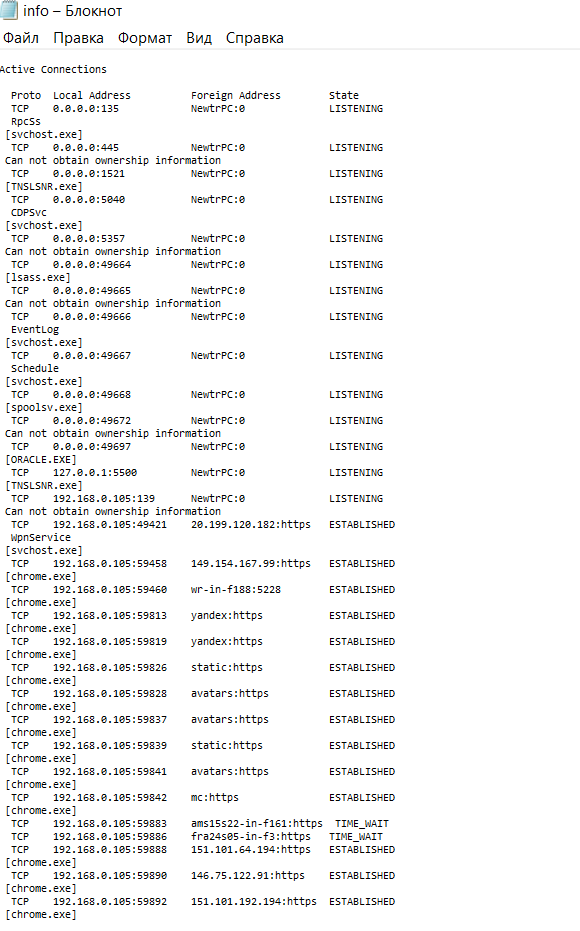 info – Блокнот
Файл Правка Формат Вид Справка
Active Connections
Proto Local Address Foreign Address State
TCP 0.0.0.0:135 NewtrPC:0 LISTENING
RpcSs
[svchost.exe]
TCP 0.0.0.0:445 NewtrPC:0 LISTENING
Can not obtain ownership information
TCP 0.0.0.0:1521 NewtrPC:0 LISTENING
[TNSLSNR.exe]
TCP 0.0.0.0:5040 NewtrPC:0 LISTENING
CDPSvc
[svchost.exe]
TCP 0.0.0.0:5357 NewtrPC:0 LISTENING
Can not obtain ownership information
TCP 0.0.0.0:49664 NewtrPC:0 LISTENING
[lsass.exe]
TCP 0.0.0.0:49665 NewtrPC:0 LISTENING
Can not obtain ownership information
TCP 0.0.0.0:49666 NewtrPC:0 LISTENING
EventLog
[svchost.exe]
TCP 0.0.0.0:49667 NewtrPC:0 LISTENING
Schedule
[svchost.exe]
TCP 0.0.0.0:49668 NewtrPC:0 LISTENING
[spoolsv.exe]
TCP 0.0.0.0:49672 NewtrPC:0 LISTENING
Can not obtain ownership information
TCP 0.0.0.0:49697 NewtrPC:0 LISTENING
[ORACLE.EXE]
TCP 127.0.0.1:5500 NewtrPC:0 LISTENING
[TNSLSNR.exe]
TCP 192.168.0.105:139 NewtrPC:0 LISTENING
Can not obtain ownership information
TCP 192.168.0.105:49421 20.199.120.182:https ESTABLISHED
WpnService
[svchost.exe]
TCP 192.168.0.105:59458 149.154.167.99:https ESTABLISHED
[chrome.exe]
TCP 192.168.0.105:59460 wr-in-f188:5228 ESTABLISHED
[chrome.exe]
TCP 192.168.0.105:59813 yandex:https ESTABLISHED
[chrome.exe]
TCP 192.168.0.105:59819 yandex:https ESTABLISHED
[chrome.exe]
TCP 192.168.0.105:59826 static:https ESTABLISHED
[chrome.exe]
TCP 192.168.0.105:59828 avatars:https ESTABLISHED
[chrome.exe]
TCP 192.168.0.105:59837 avatars:https ESTABLISHED
[chrome.exe]
TCP 192.168.0.105:59839 static:https ESTABLISHED
[chrome.exe]
TCP 192.168.0.105:59841 avatars:https ESTABLISHED
[chrome.exe]
TCP 192.168.0.105:59842 mc:https ESTABLISHED
[chrome.exe]
TCP 192.168.0.105:59883 ams15s22-in-f161:https TIME_WAIT
TCP 192.168.0.105:59886 fra24s05-in-f3:https TIME_WAIT
TCP 192.168.0.105:59888 151.101.64.194:https ESTABLISHED
[chrome.exe]
TCP 192.168.0.105:59890 146.75.122.91:https ESTABLISHED
[chrome.exe]
TCP 192.168.0.105:59892 151.101.192.194:https ESTABLISHED
[chrome.exe]